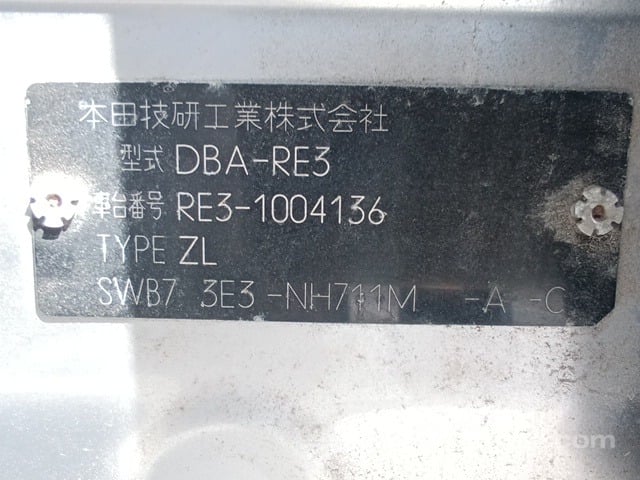 本田技研工業株式会社
型式 DBA-RE3
車台番号 RE3-1004136
TYPE ZL
SWB7 3E3 -NH711M -A -C
com